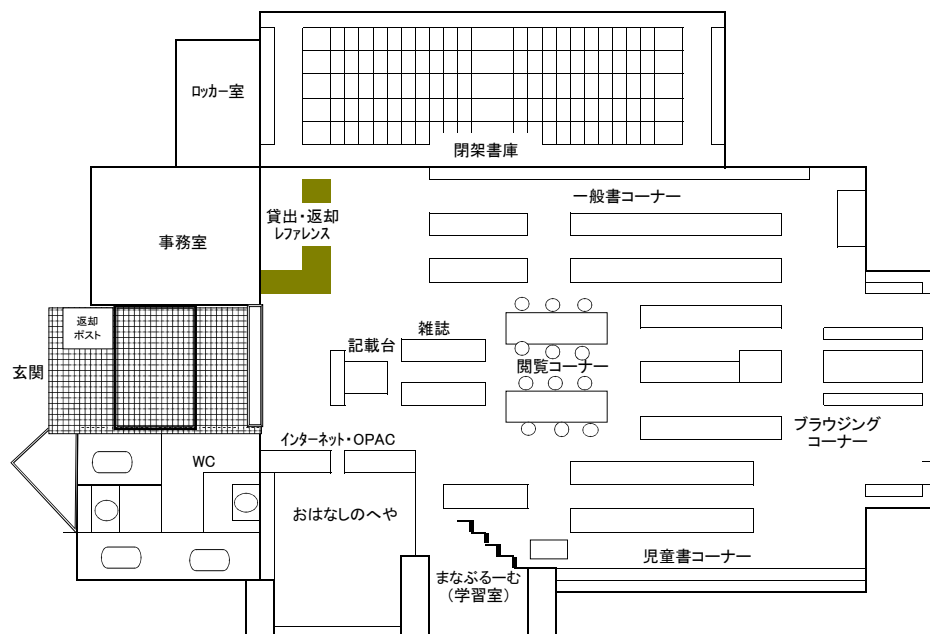 ロッカー室
閉架書庫
一般書コーナー
貸出・返却
レファレンス
事務室
返却
ポスト
玄関
記載台
雑誌
閲覧コーナー
ブラウジング
コーナー
インターネット・OPAC
WC
おはなしのへや
児童書コーナー
まなぶるーむ
（学習室）